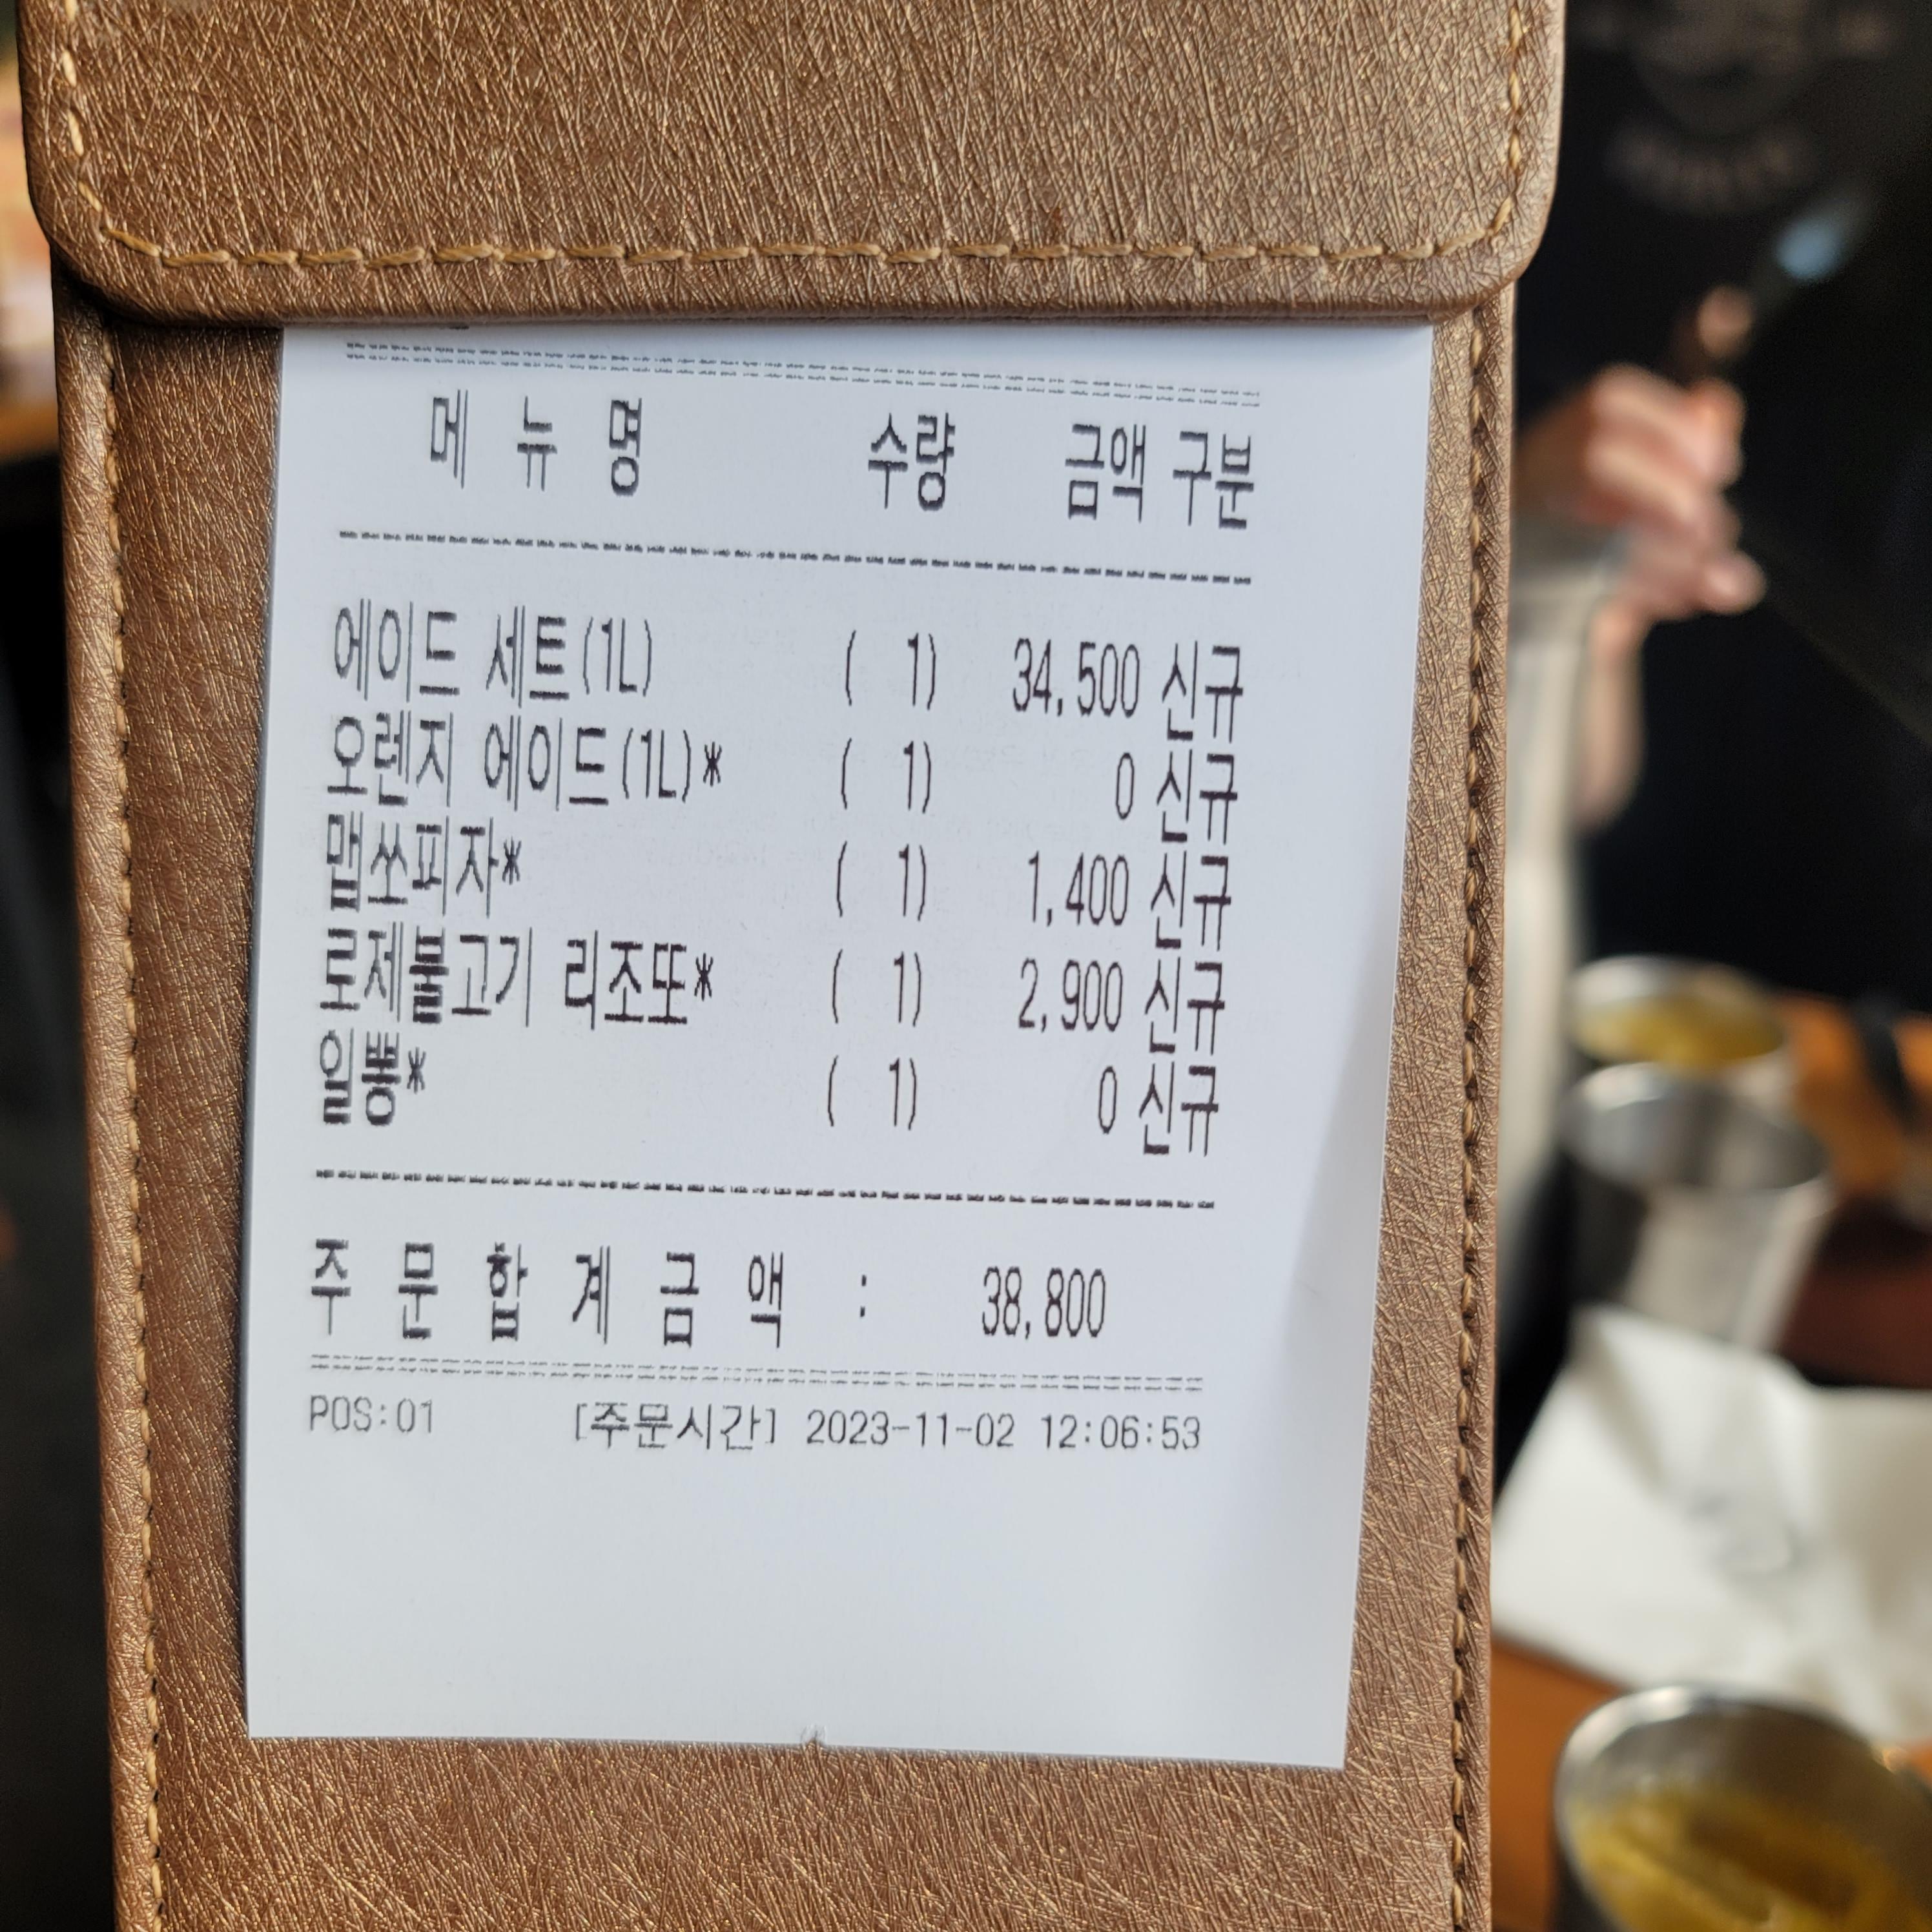 메 뉴 명 수량 금액 구분
에이드 세트(1L) ( 1) 34,500 신규
오렌지 에이드(1L)* ( 1) 0 신규
맵쏘피자* ( 1) 1,400 신규
로제불고기 리조또* ( 1) 2,900 신규
일뽕* ( 1) 0 신규
주 문 합 계 금 액 : 38,800
POS:01 [주문시간] 2023-11-02 12:06:53